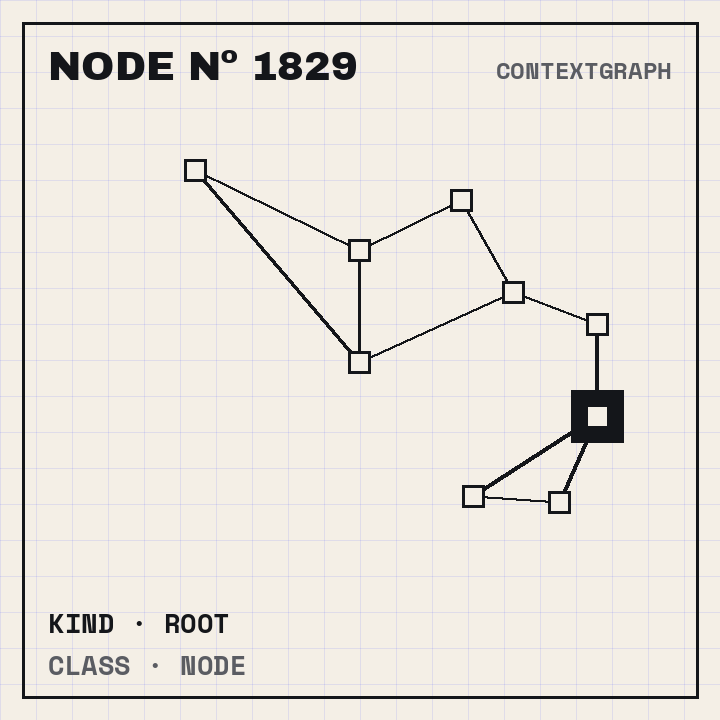 NODE Nº 1829
CONTEXTGRAPH
KIND · ROOT
CLASS · NODE